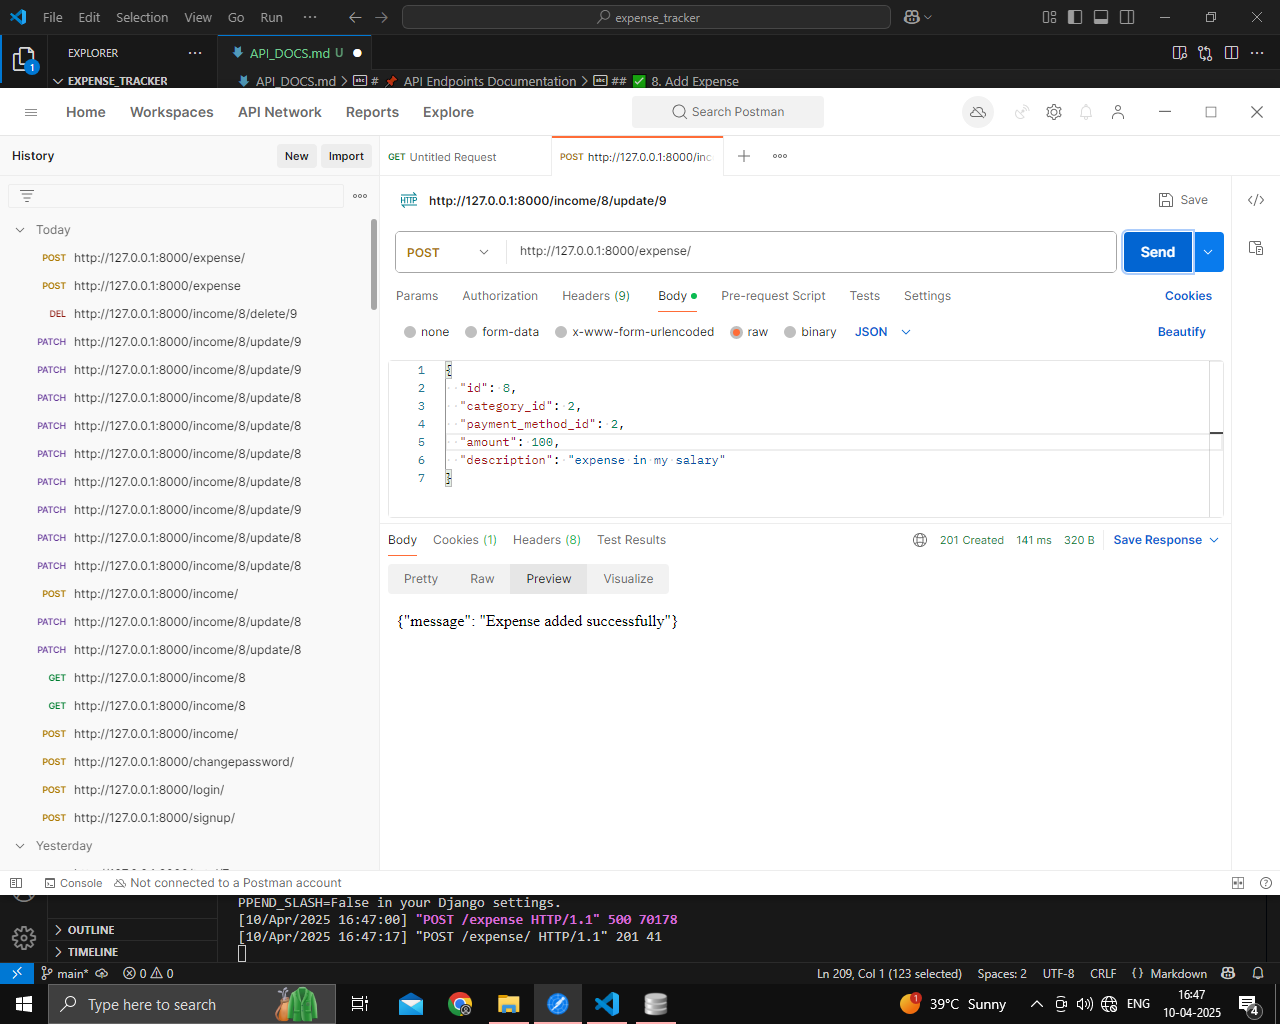 File Edit Selection View Go Run ··· expense_tracker
EXPLORER ··· API_DOCS.md U
1
EXPENSE_TRACKER API_DOCS.md > # 📌 API Endpoints Documentation > ## ✅ 8. Add Expense
Home Workspaces API Network Reports Explore Search Postman
History New Import GET Untitled Request POST http://127.0.0.1:8000/inc
HTTP http://127.0.0.1:8000/income/8/update/9 Save
Today
POST http://127.0.0.1:8000/expense/
POST http://127.0.0.1:8000/expense
DEL http://127.0.0.1:8000/income/8/delete/9
PATCH http://127.0.0.1:8000/income/8/update/9
PATCH http://127.0.0.1:8000/income/8/update/9
PATCH http://127.0.0.1:8000/income/8/update/8
PATCH http://127.0.0.1:8000/income/8/update/8
PATCH http://127.0.0.1:8000/income/8/update/8
PATCH http://127.0.0.1:8000/income/8/update/8
PATCH http://127.0.0.1:8000/income/8/update/9
PATCH http://127.0.0.1:8000/income/8/update/8
PATCH http://127.0.0.1:8000/income/8/update/8
POST http://127.0.0.1:8000/income/
PATCH http://127.0.0.1:8000/income/8/update/8
PATCH http://127.0.0.1:8000/income/8/update/8
GET http://127.0.0.1:8000/income/8
GET http://127.0.0.1:8000/income/8
POST http://127.0.0.1:8000/income/
POST http://127.0.0.1:8000/changepassword/
POST http://127.0.0.1:8000/login/
POST http://127.0.0.1:8000/signup/
Yesterday
POST http://127.0.0.1:8000/expense/ Send
Params Authorization Headers (9) Body Pre-request Script Tests Settings Cookies
none form-data x-www-form-urlencoded raw binary JSON Beautify
1 {
2 "id": 8,
3 "category_id": 2,
4 "payment_method_id": 2,
5 "amount": 100,
6 "description": "expense in my salary"
7 }
Body Cookies (1) Headers (8) Test Results 201 Created 141 ms 320 B Save Response
Pretty Raw Preview Visualize
{"message": "Expense added successfully"}
Console Not connected to a Postman account
PPEND_SLASH=False in your Django settings.
[10/Apr/2025 16:47:00] "POST /expense HTTP/1.1" 500 70178
[10/Apr/2025 16:47:17] "POST /expense/ HTTP/1.1" 201 41
OUTLINE
TIMELINE
main* 0 0 Ln 209, Col 1 (123 selected) Spaces: 2 UTF-8 CRLF {} Markdown
Type here to search 1 39°C Sunny ENG 16:47
10-04-2025 4